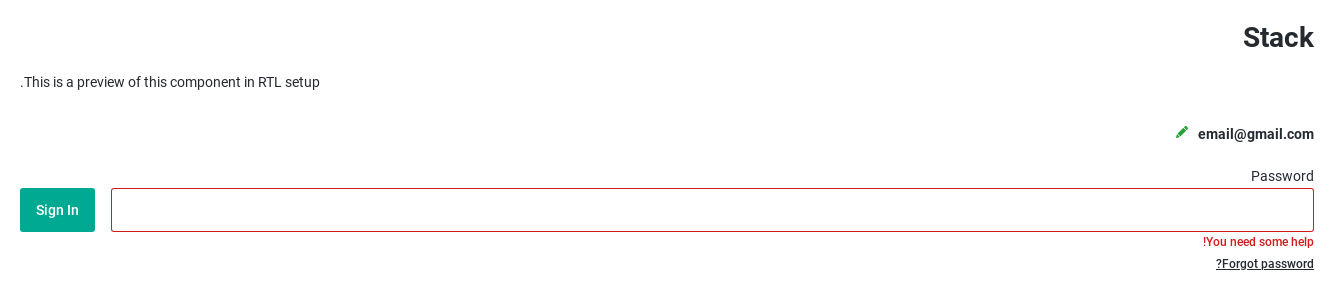 Stack
.This is a preview of this component in RTL setup
email@gmail.com
Password
Sign In
!You need some help
?Forgot password